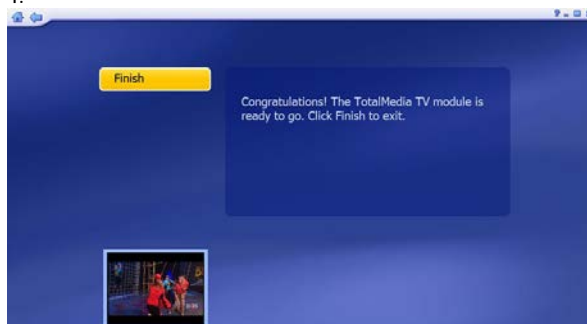 Finish
Congratulations! The TotalMedia TV module is
ready to go. Click Finish to exit.